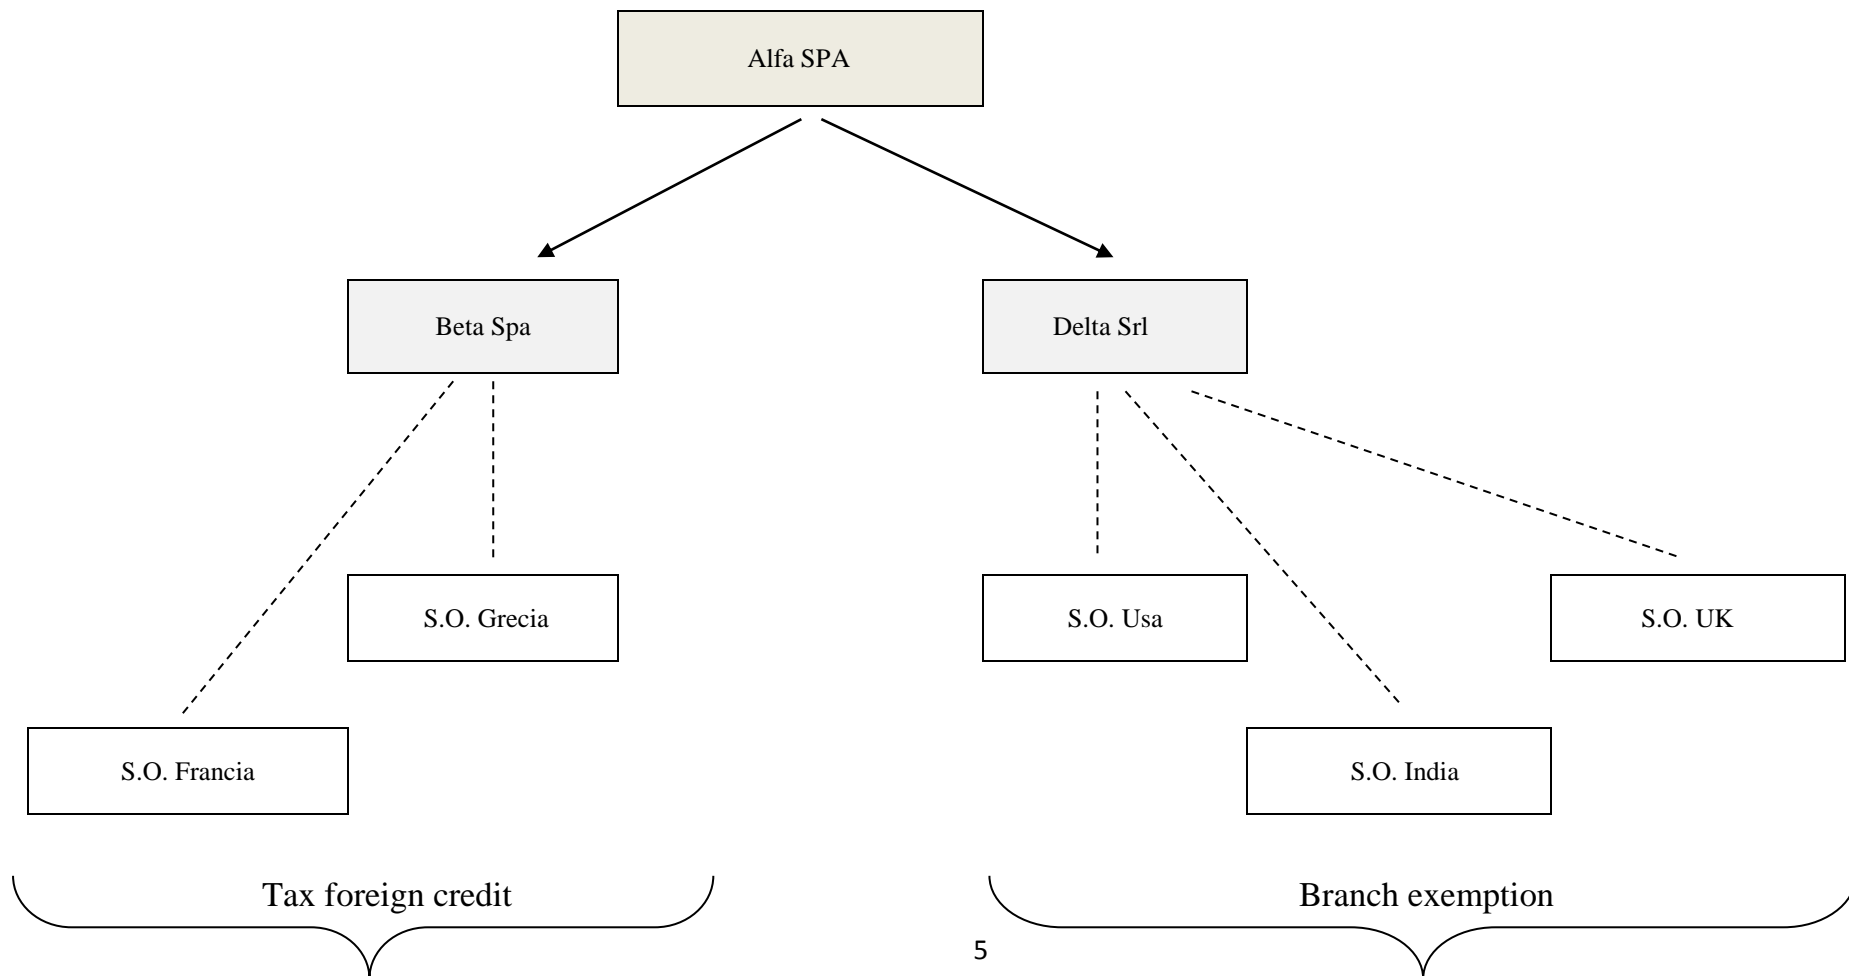 Alfa SPA
Beta Spa
Delta Srl
S.O. Grecia
S.O. Usa
S.O. UK
S.O. Francia
S.O. India
Tax foreign credit
Branch exemption
5